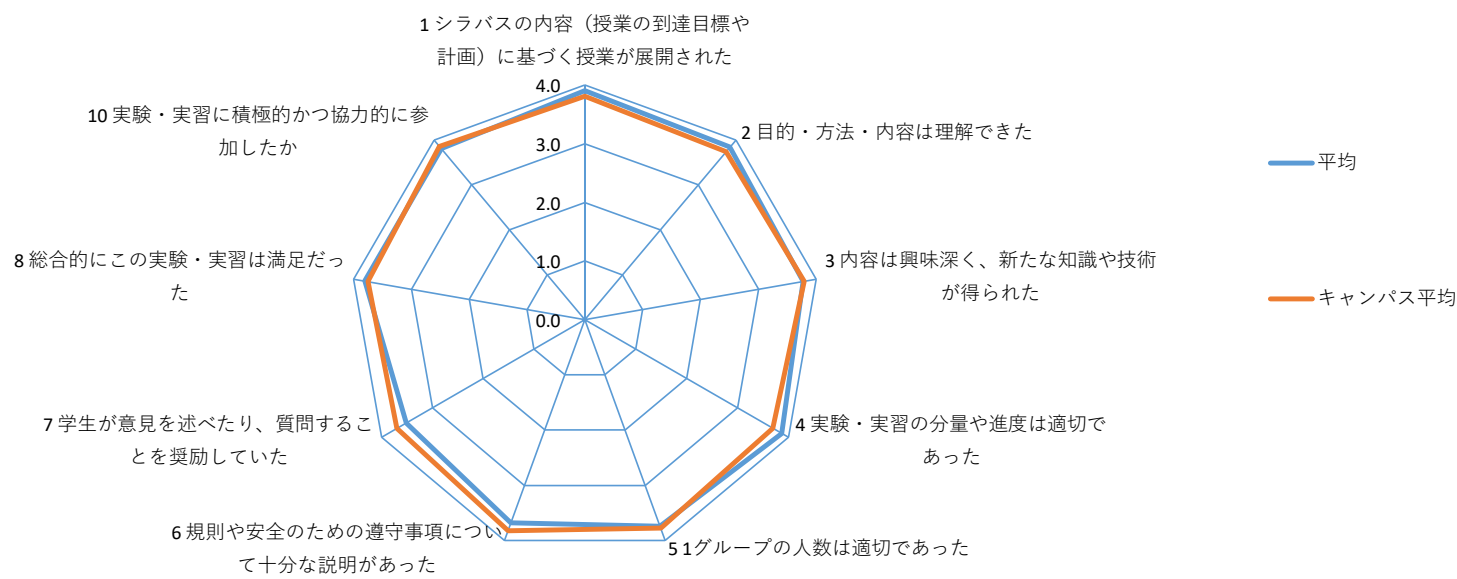 1 シラバスの内容（授業の到達目標や
計画）に基づく授業が展開された
2 目的・方法・内容は理解できた
3 内容は興味深く、新たな知識や技術
が得られた
4 実験・実習の分量や進度は適切で
あった
5 1グループの人数は適切であった
6 規則や安全のための遵守事項につい
て十分な説明があった
7 学生が意見を述べたり、質問するこ
とを奨励していた
8 総合的にこの実験・実習は満足だっ
た
10 実験・実習に積極的かつ協力的に参
加したか
4.0
3.0
2.0
1.0
0.0
平均
キャンパス平均